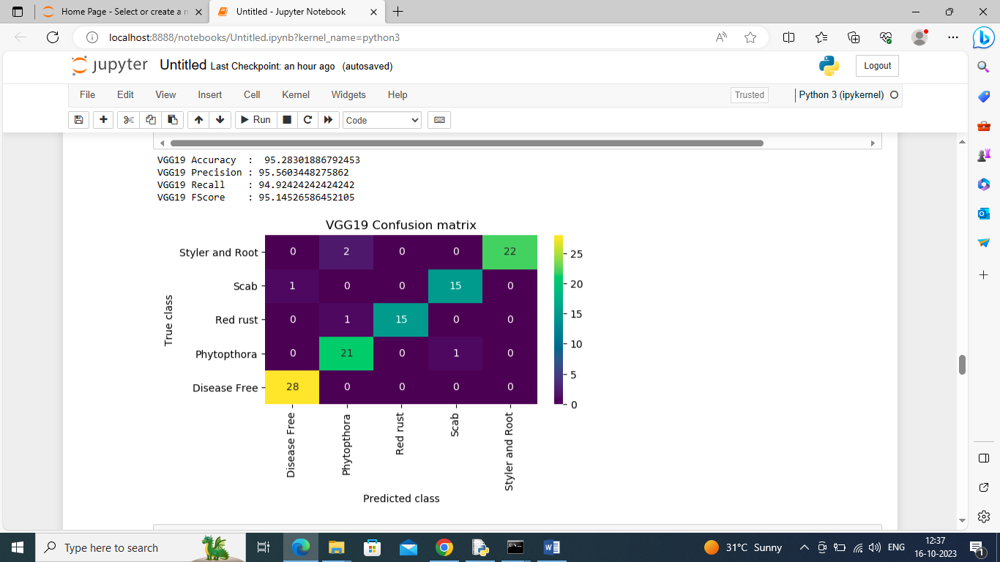 Home Page - Select or create a n
Untitled - Jupyter Notebook
localhost:8888/notebooks/Untitled.ipynb?kernel_name=python3
jupyter Untitled Last Checkpoint: an hour ago (autosaved)
Logout
File Edit View Insert Cell Kernel Widgets Help
Trusted
Python 3 (ipykernel)
Run
Code
VGG19 Accuracy : 95.28301886792453
VGG19 Precision : 95.5603448275862
VGG19 Recall : 94.92424242424242
VGG19 FScore : 95.14526586452105
VGG19 Confusion matrix
Styler and Root 0 2 0 0 22
Scab 1 0 0 15 0
Red rust 0 1 15 0 0
Phytopthora 0 21 0 1 0
Disease Free 28 0 0 0 0
True class
25
20
15
10
5
0
Disease Free
Phytopthora
Red rust
Scab
Styler and Root
Predicted class
Type here to search
31°C Sunny
ENG
12:37
16-10-2023
1